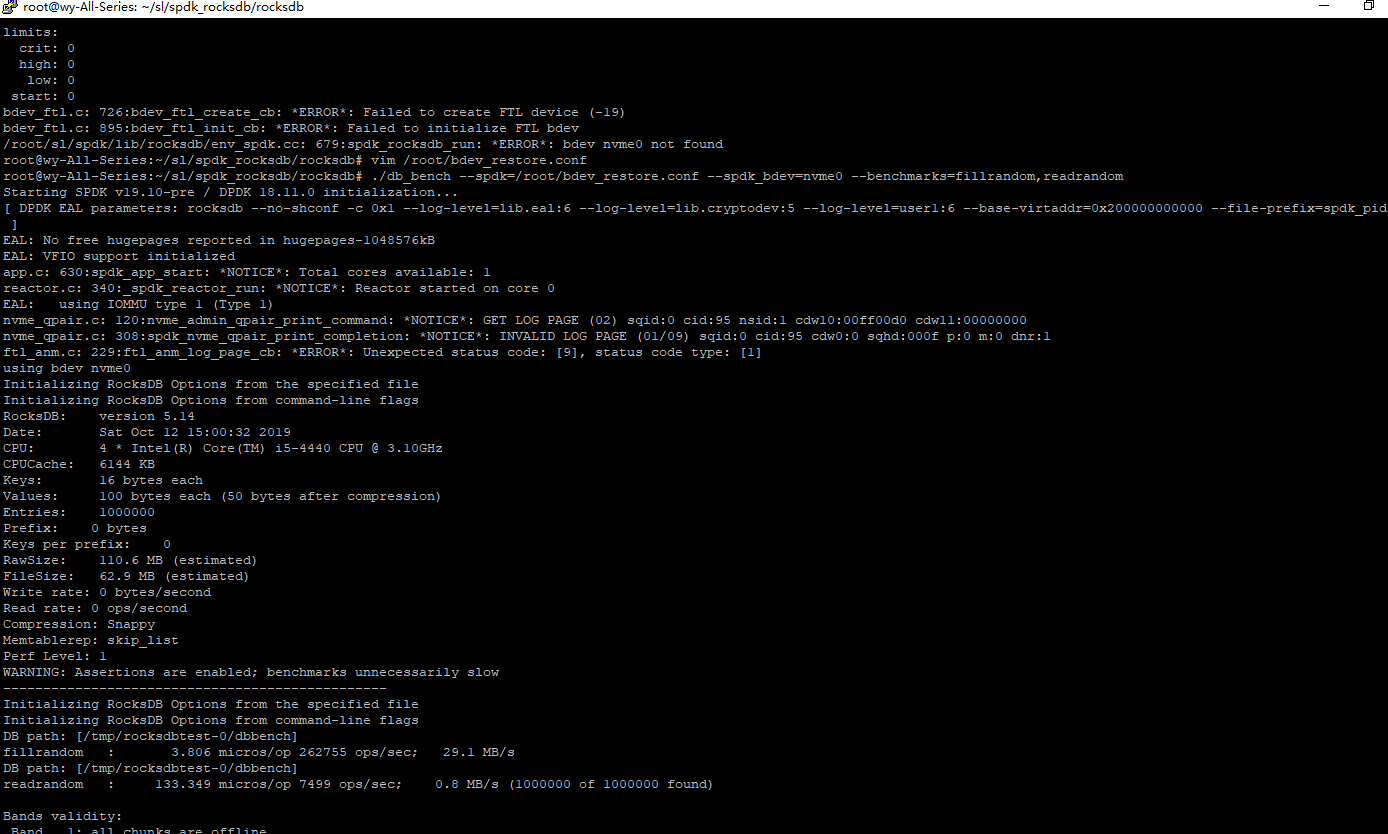 root@wy-All-Series: ~/sl/spdk_rocksdb/rocksdb
limits:
  crit: 0
  high: 0
   low: 0
 start: 0
bdev_ftl.c: 726:bdev_ftl_create_cb: *ERROR*: Failed to create FTL device (-19)
bdev_ftl.c: 895:bdev_ftl_init_cb: *ERROR*: Failed to initialize FTL bdev
/root/sl/spdk/lib/rocksdb/env_spdk.cc: 679:spdk_rocksdb_run: *ERROR*: bdev nvme0 not found
root@wy-All-Series:~/sl/spdk_rocksdb/rocksdb# vim /root/bdev_restore.conf
root@wy-All-Series:~/sl/spdk_rocksdb/rocksdb# ./db_bench --spdk=/root/bdev_restore.conf --spdk_bdev=nvme0 --benchmarks=fillrandom,readrandom
Starting SPDK v19.10-pre / DPDK 18.11.0 initialization...
[ DPDK EAL parameters: rocksdb --no-shconf -c 0x1 --log-level=lib.eal:6 --log-level=lib.cryptodev:5 --log-level=user1:6 --base-virtaddr=0x200000000000 --file-prefix=spdk_pid
 ]
EAL: No free hugepages reported in hugepages-1048576kB
EAL: VFIO support initialized
app.c: 630:spdk_app_start: *NOTICE*: Total cores available: 1
reactor.c: 340:_spdk_reactor_run: *NOTICE*: Reactor started on core 0
EAL:   using IOMMU type 1 (Type 1)
nvme_qpair.c: 120:nvme_admin_qpair_print_command: *NOTICE*: GET LOG PAGE (02) sqid:0 cid:95 nsid:1 cdw10:00ff00d0 cdw11:00000000
nvme_qpair.c: 308:spdk_nvme_qpair_print_completion: *NOTICE*: INVALID LOG PAGE (01/09) sqid:0 cid:95 cdw0:0 sqhd:000f p:0 m:0 dnr:1
ftl_anm.c: 229:ftl_anm_log_page_cb: *ERROR*: Unexpected status code: [9], status code type: [1]
using bdev nvme0
Initializing RocksDB Options from the specified file
Initializing RocksDB Options from command-line flags
RocksDB:    version 5.14
Date:       Sat Oct 12 15:00:32 2019
CPU:        4 * Intel(R) Core(TM) i5-4440 CPU @ 3.10GHz
CPUCache:   6144 KB
Keys:       16 bytes each
Values:     100 bytes each (50 bytes after compression)
Entries:    1000000
Prefix:    0 bytes
Keys per prefix:    0
RawSize:    110.6 MB (estimated)
FileSize:   62.9 MB (estimated)
Write rate: 0 bytes/second
Read rate: 0 ops/second
Compression: Snappy
Memtablerep: skip_list
Perf Level: 1
WARNING: Assertions are enabled; benchmarks unnecessarily slow
------------------------------------------------
Initializing RocksDB Options from the specified file
Initializing RocksDB Options from command-line flags
DB path: [/tmp/rocksdbtest-0/dbbench]
fillrandom   :       3.806 micros/op 262755 ops/sec;   29.1 MB/s
DB path: [/tmp/rocksdbtest-0/dbbench]
readrandom   :     133.349 micros/op 7499 ops/sec;    0.8 MB/s (1000000 of 1000000 found)
Bands validity:
 Band   1: all chunks are offline